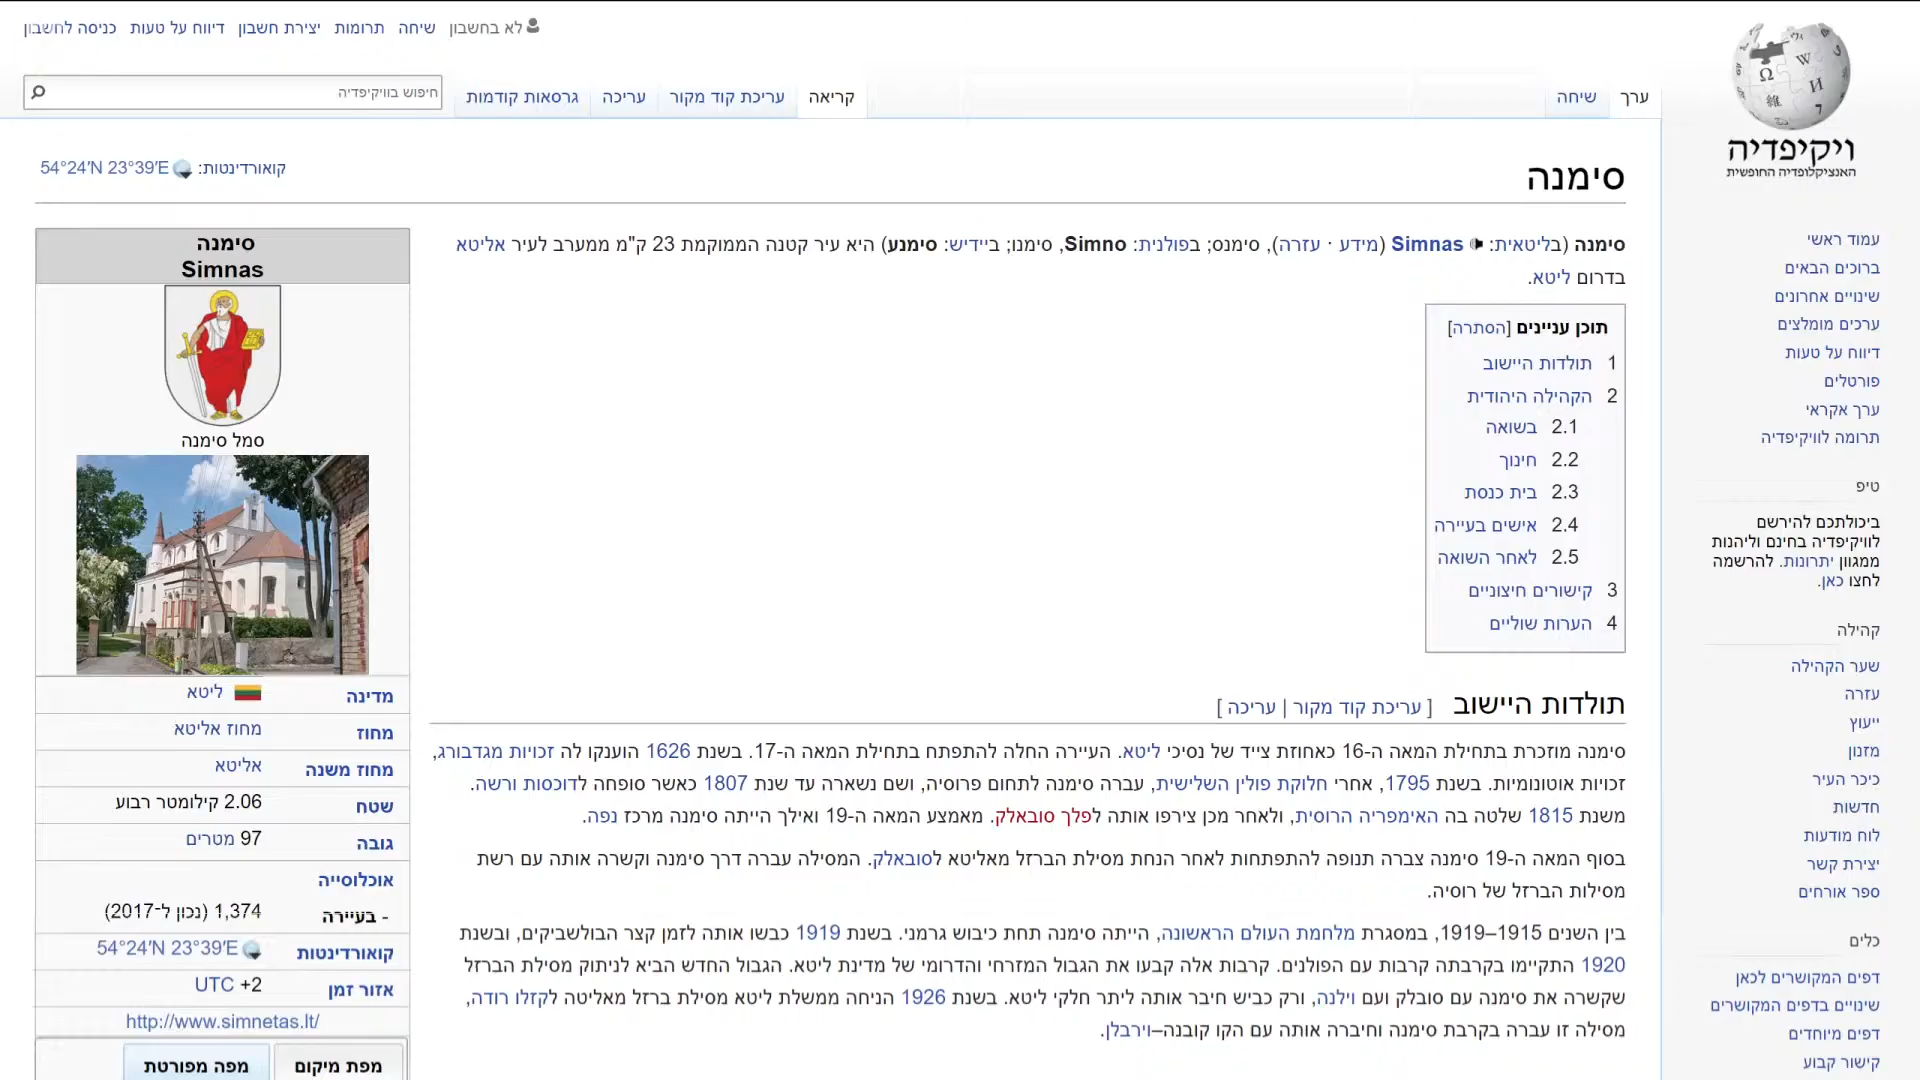 לא בחשבון
שיחה
תרומות
יצירת חשבון
דיווח על טעות
כניסה לחשבון
ערך
שיחה
קריאה
עריכת קוד מקור
עריכה
גרסאות קודמות
חיפוש בוויקיפדיה
ויקיפדיה
האנציקלופדיה החופשית
עמוד ראשי
ברוכים הבאים
שינויים אחרונים
ערכים מומלצים
דיווח על טעות
פורטלים
ערך אקראי
תרומה לוויקיפדיה
טיפ
ביכולתכם להירשם
לוויקיפדיה בחינם וליהנות
ממגוון יתרונות. להרשמה
לחצו כאן.
קהילה
שער הקהילה
עזרה
ייעוץ
מזנון
כיכר העיר
חדשות
לוח מודעות
יצירת קשר
ספר אורחים
כלים
דפים המקושרים לכאן
שינויים בדפים המקושרים
דפים מיוחדים
קישור קבוע
סימנה
קואורדינטות: 54°24′N 23°39′E
סימנה (בליטאית: Simnas (מידע · עזרה), סימנס; בפולנית: Simno, סימנו; ביידיש: סימנע) היא עיר קטנה הממוקמת 23 ק"מ ממערב לעיר אליטא
בדרום ליטא.
תוכן עניינים [הסתרה]
1 תולדות היישוב
2 הקהילה היהודית
2.1 בשואה
2.2 חינוך
2.3 בית כנסת
2.4 אישים בעיירה
2.5 לאחר השואה
3 קישורים חיצוניים
4 הערות שוליים
תולדות היישוב [ עריכת קוד מקור | עריכה ]
סימנה מוזכרת בתחילת המאה ה-16 כאחוזת צייד של נסיכי ליטא. העיירה החלה להתפתח בתחילת המאה ה-17. בשנת 1626 הוענקו לה זכויות מגדבורג,
זכויות אוטונומיות. בשנת 1795, אחרי חלוקת פולין השלישית, עברה סימנה לתחום פרוסיה, ושם נשארה עד שנת 1807 כאשר סופחה לדוכסות ורשה.
משנת 1815 שלטה בה האימפריה הרוסית, ולאחר מכן צירפו אותה לפלך סובאלק. מאמצע המאה ה-19 ואילך הייתה סימנה מרכז נפה.
בסוף המאה ה-19 סימנה צברה תנופה להתפתחות לאחר הנחת מסילת הברזל מאליטא לסובאלק. המסילה עברה דרך סימנה וקשרה אותה עם רשת
מסילות הברזל של רוסיה.
בין השנים 1915–1919, במסגרת מלחמת העולם הראשונה, הייתה סימנה תחת כיבוש גרמני. בשנת 1919 כבשו אותה לזמן קצר הבולשביקים, ובשנת
1920 התקיימו בקרבתה קרבות עם הפולנים. קרבות אלה קבעו את הגבול המזרחי והדרומי של מדינת ליטא. הגבול החדש הביא לניתוק מסילת הברזל
שקשרה את סימנה עם סובלק ועם וילנה, ורק כביש חיבר אותה ליתר חלקי ליטא. בשנת 1926 הניחה ממשלת ליטא מסילת ברזל מאליטה לקזלו רודה,
מסילה זו עברה בקרבת סימנה וחיברה אותה עם הקו קובנה–וירבלן.
סימנה
Simnas
סמל סימנה
מדינה ליטא
מחוז מחוז אליטא
מחוז משנה אליטא
שטח 2.06 קילומטר רבוע
גובה 97 מטרים
אוכלוסייה
- בעיירה 1,374 (נכון ל-2017)
קואורדינטות 54°24′N 23°39′E
אזור זמן UTC +2
http://www.simnetas.lt/
מפת מיקום
מפה מפורטת